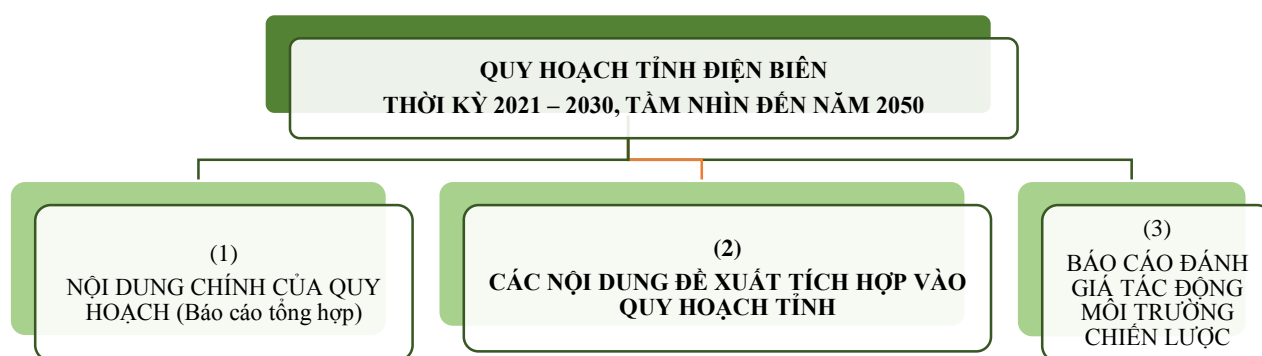 QUY HOẠCH TỈNH ĐIỆN BIÊN
THỜI KỲ 2021 – 2030, TẦM NHÌN ĐẾN NĂM 2050
(1)
NỘI DUNG CHÍNH CỦA QUY
HOẠCH (Báo cáo tổng hợp)
(2)
CÁC NỘI DUNG ĐỀ XUẤT TÍCH HỢP VÀO
QUY HOẠCH TỈNH
(3)
BÁO CÁO ĐÁNH
GIÁ TÁC ĐỘNG
MÔI TRƯỜNG
CHIẾN LƯỢC